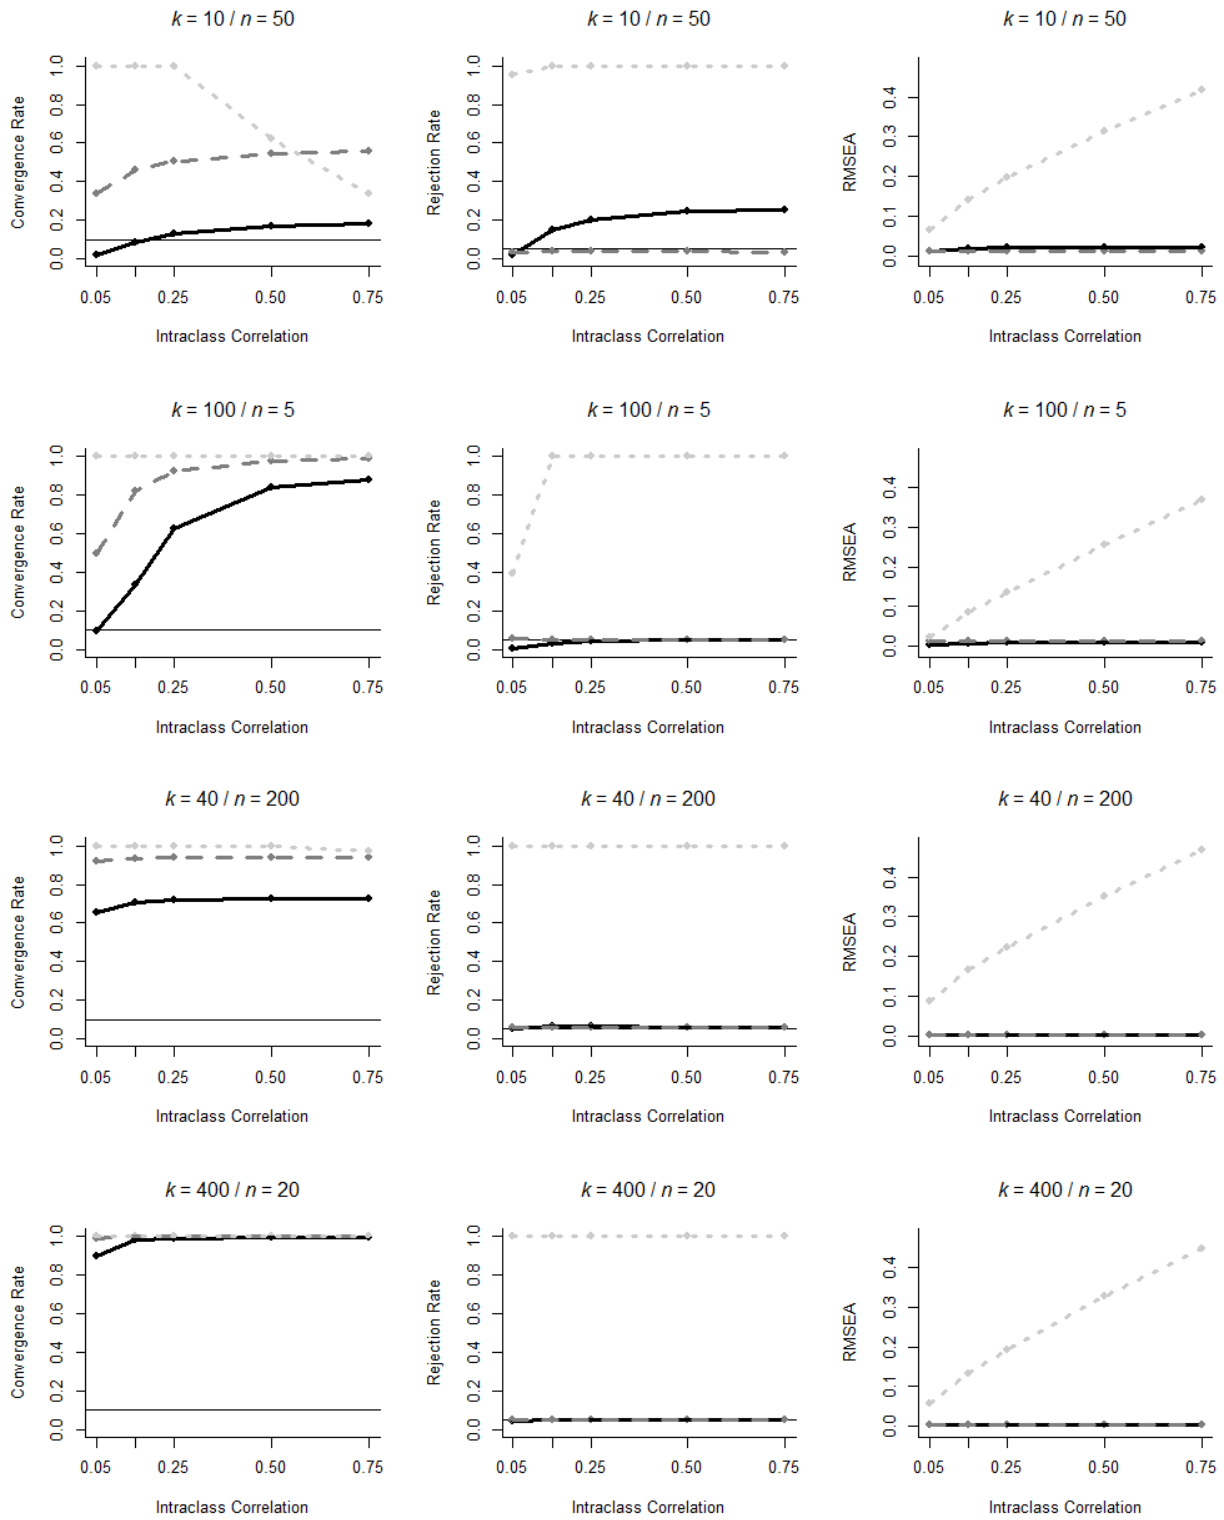 k = 10 / n = 50
k = 10 / n = 50
k = 10 / n = 50
Convergence Rate
0.0 0.2 0.4 0.6 0.8 1.0
0.05 0.25 0.50 0.75
Intraclass Correlation
Rejection Rate
0.0 0.2 0.4 0.6 0.8 1.0
0.05 0.25 0.50 0.75
Intraclass Correlation
RMSEA
0.0 0.1 0.2 0.3 0.4
0.05 0.25 0.50 0.75
Intraclass Correlation
k = 100 / n = 5
k = 100 / n = 5
k = 100 / n = 5
Convergence Rate
0.0 0.2 0.4 0.6 0.8 1.0
0.05 0.25 0.50 0.75
Intraclass Correlation
Rejection Rate
0.0 0.2 0.4 0.6 0.8 1.0
0.05 0.25 0.50 0.75
Intraclass Correlation
RMSEA
0.0 0.1 0.2 0.3 0.4
0.05 0.25 0.50 0.75
Intraclass Correlation
k = 40 / n = 200
k = 40 / n = 200
k = 40 / n = 200
Convergence Rate
0.0 0.2 0.4 0.6 0.8 1.0
0.05 0.25 0.50 0.75
Intraclass Correlation
Rejection Rate
0.0 0.2 0.4 0.6 0.8 1.0
0.05 0.25 0.50 0.75
Intraclass Correlation
RMSEA
0.0 0.1 0.2 0.3 0.4
0.05 0.25 0.50 0.75
Intraclass Correlation
k = 400 / n = 20
k = 400 / n = 20
k = 400 / n = 20
Convergence Rate
0.0 0.2 0.4 0.6 0.8 1.0
0.05 0.25 0.50 0.75
Intraclass Correlation
Rejection Rate
0.0 0.2 0.4 0.6 0.8 1.0
0.05 0.25 0.50 0.75
Intraclass Correlation
RMSEA
0.0 0.1 0.2 0.3 0.4
0.05 0.25 0.50 0.75
Intraclass Correlation